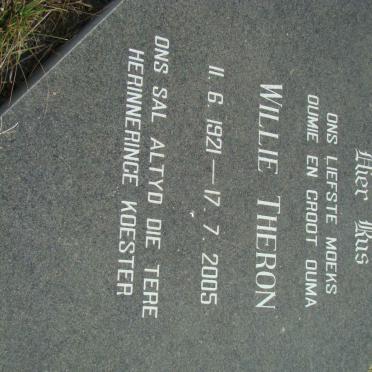 Hier Rus
ONS LIEFSTE MOEKS
OUMIE EN GROOT OUMA
WILLIE THERON
11. 6. 1921—17. 7. 2005
ONS SAL ALTYD DIE TERE
HERINNERINGE KOESTER